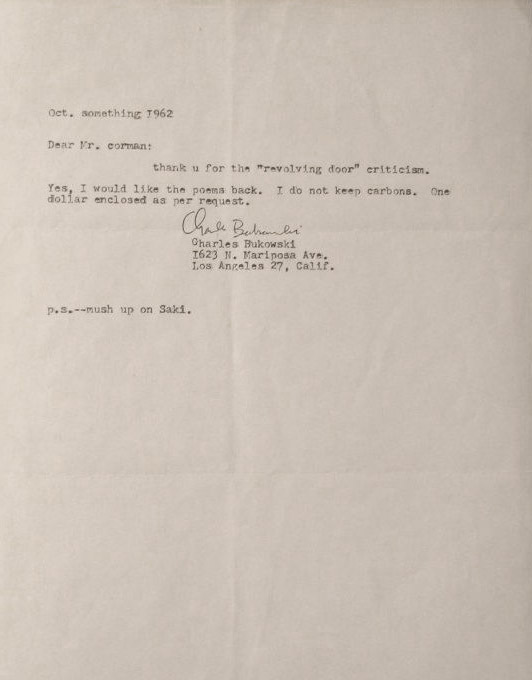 Oct. something I962
Dear Mr. corman:
thank u for the "revolving door" criticism.
Yes, I would like the poems back. I do not keep carbons. One
dollar enclosed as per request.
Charles Bukowski
Charles Bukowski
I623 N. Mariposa Ave.
Los Angeles 27, Calif.
p.s.--mush up on Saki.